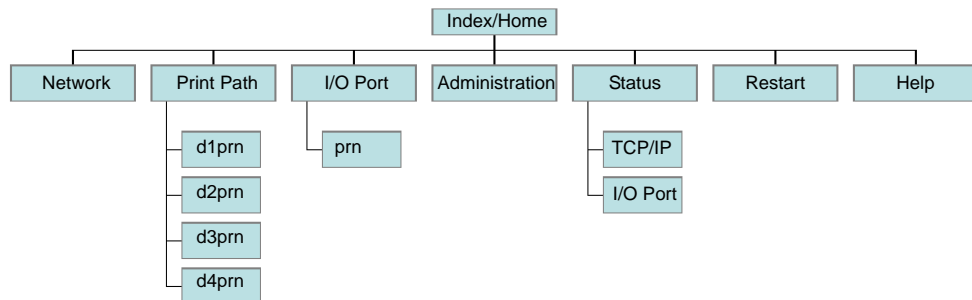 Index/Home
Network
Print Path
I/O Port
Administration
Status
Restart
Help
d1prn
d2prn
d3prn
d4prn
prn
TCP/IP
I/O Port